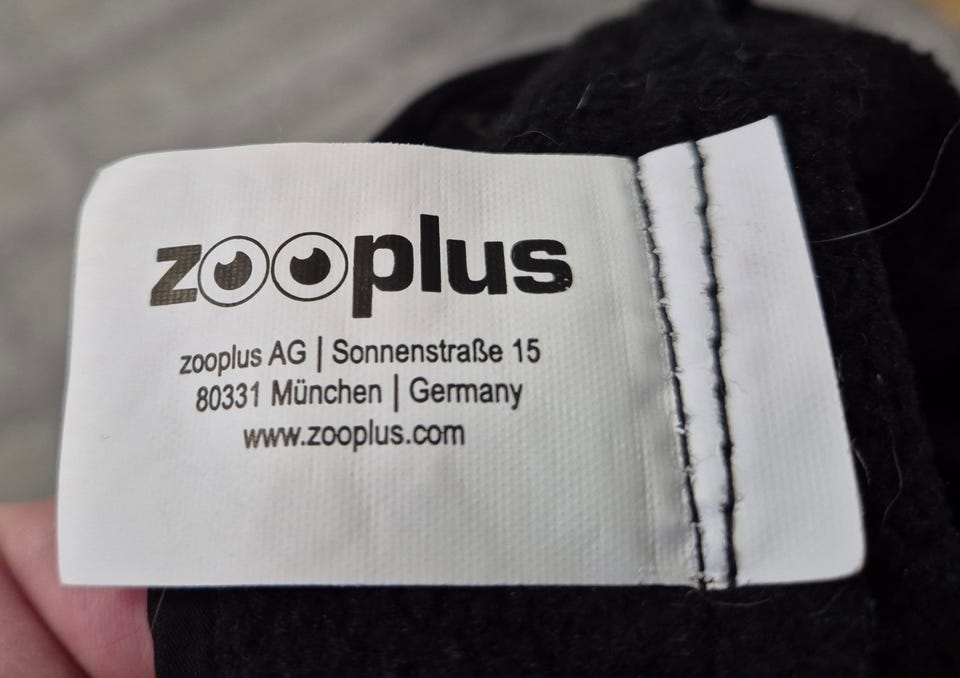 zooplus
zooplus AG | Sonnenstraße 15
80331 München | Germany
www.zooplus.com